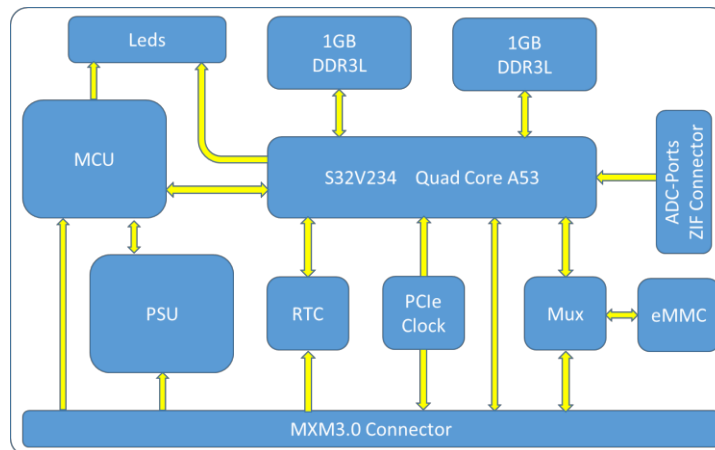 Leds
1GB
DDR3L
1GB
DDR3L
MCU
S32V234 Quad Core A53
ADC-Ports
ZIF Connector
PSU
RTC
PCIe
Clock
Mux
eMMC
MXM3.0 Connector